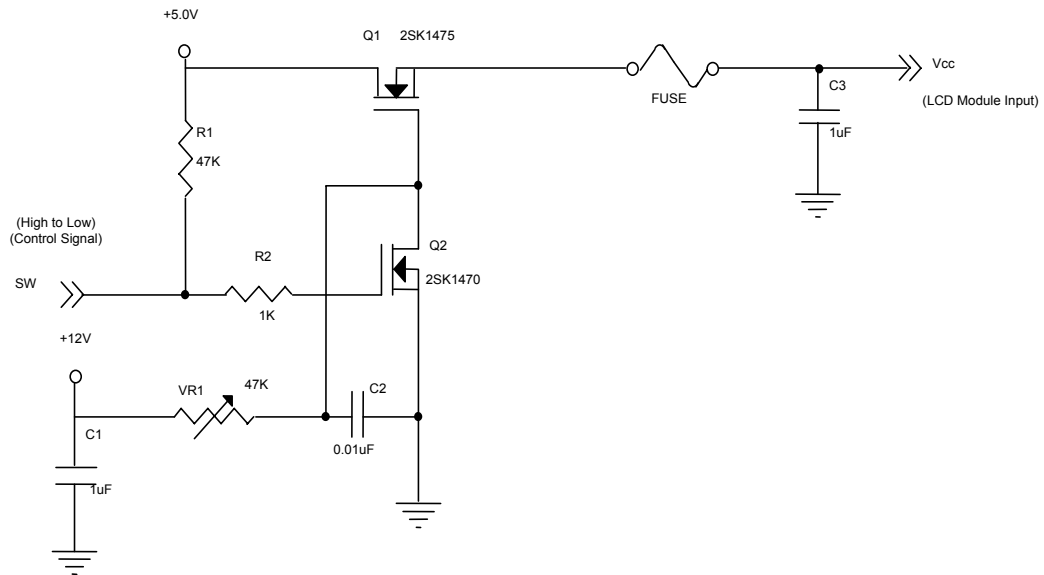 +5.0V
Q1 2SK1475
Vcc
FUSE
C3
(LCD Module Input)
R1
1uF
47K
(High to Low)
(Control Signal)
Q2
R2
SW
2SK1470
1K
+12V
VR1
47K
C2
C1
0.01uF
1uF